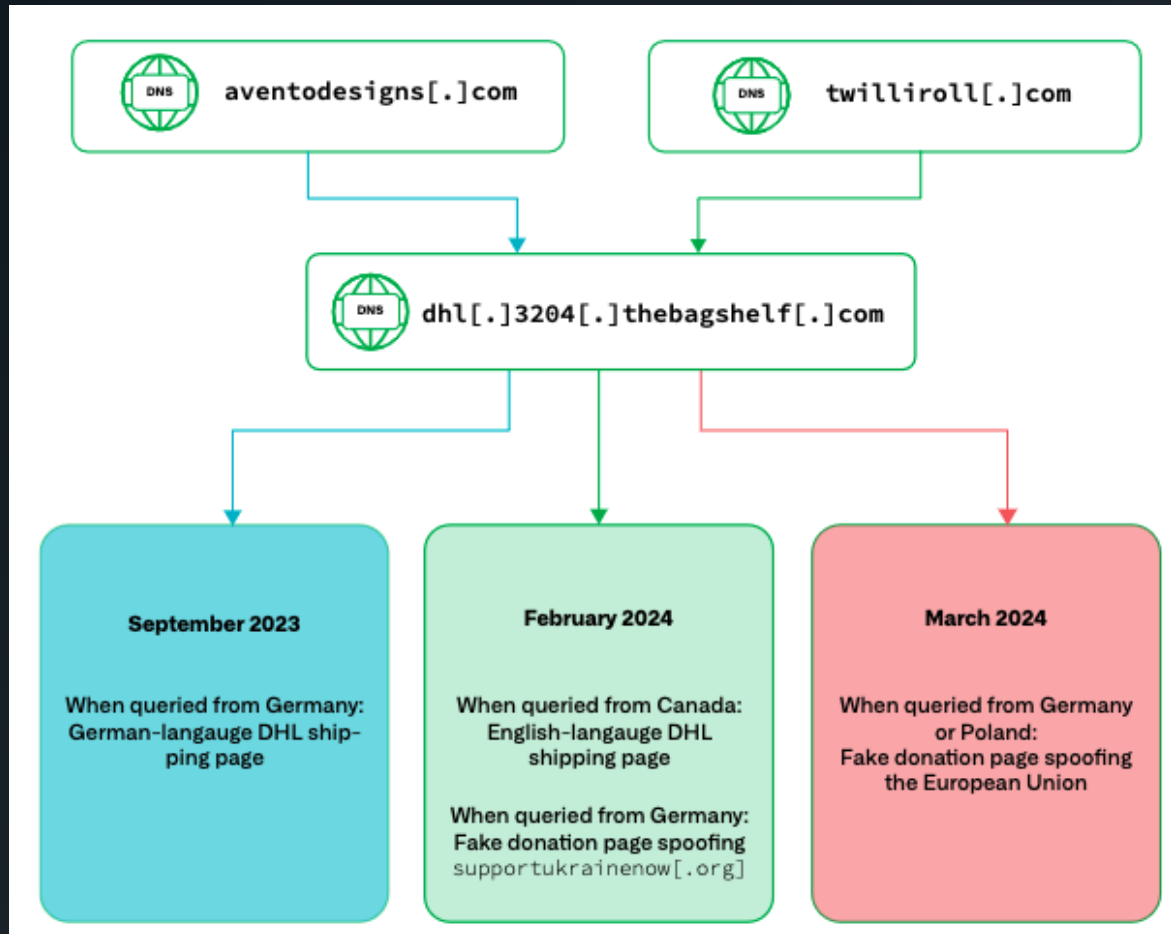 DNS
aventodesigns[.]com
DNS
twilliroll[.]com
DNS
dhl[.]3204[.]thebagshelf[.]com
September 2023
When queried from Germany:
German-langauge DHL ship-
ping page
February 2024
When queried from Canada:
English-langauge DHL
shipping page
When queried from Germany:
Fake donation page spoofing
supportukrainenow[.org]
March 2024
When queried from Germany
or Poland:
Fake donation page spoofing
the European Union